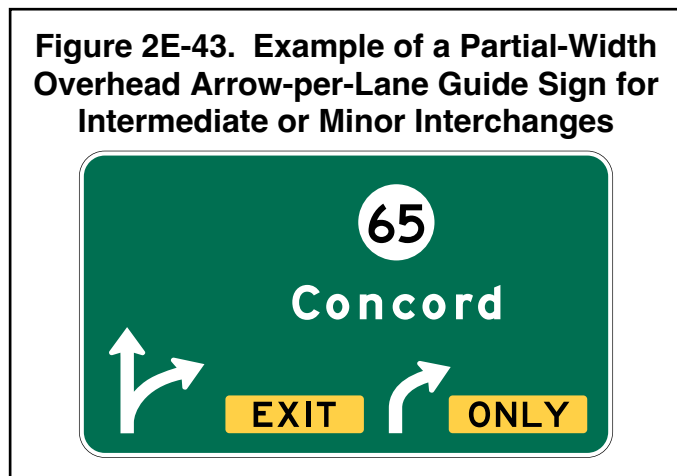 Figure 2E-43. Example of a Partial-Width
Overhead Arrow-per-Lane Guide Sign for
Intermediate or Minor Interchanges
65
Concord
EXIT ONLY